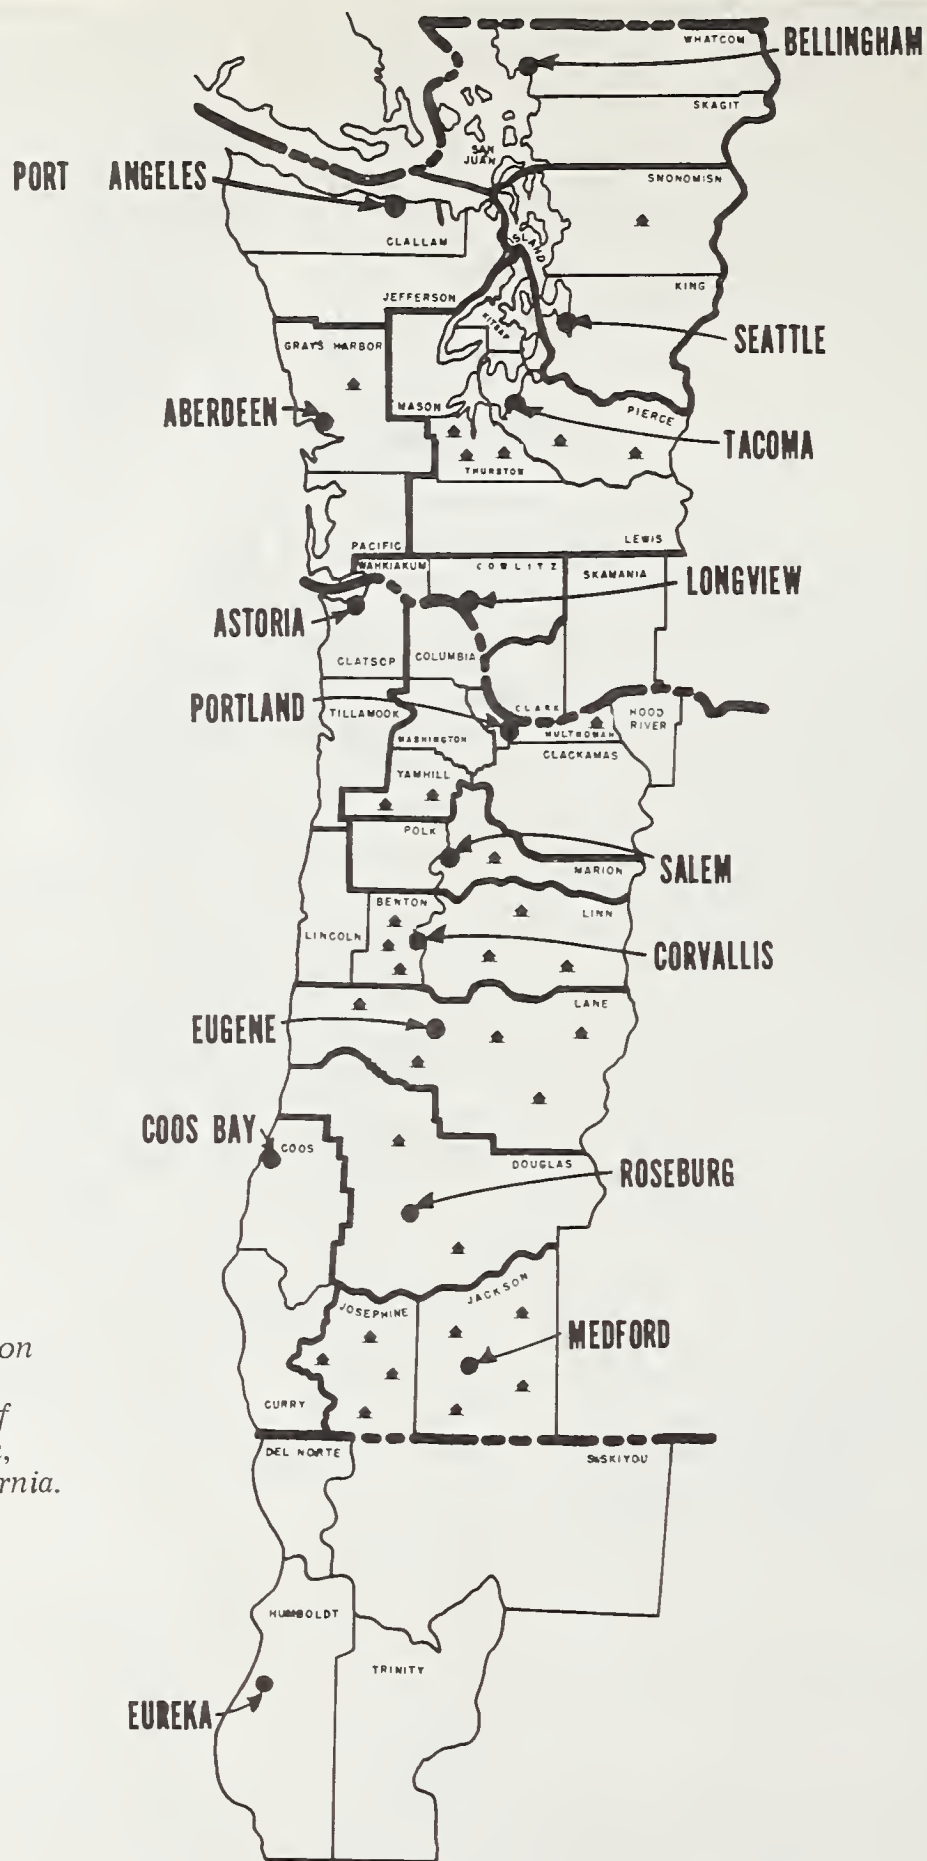 WHATCOM
BELLINGHAM
SKAGIT
SAN
JUAN
PORT ANGELES
SNONOMISN
ISLAND
CLALLAM
KING
JEFFERSON
KITSAP
SEATTLE
GRAYS HARBOR
ABERDEEN
MASON
PIERCE
TACOMA
THURSTON
LEWIS
PACIFIC
WAHKIAKUM
COWLITZ
SKAMANIA
LONGVIEW
ASTORIA
CLATSOP
COLUMBIA
PORTLAND
CLARK
TILLAMOOK
HOOD
RIVER
WASHINGTON
MULTNOMAH
CLACKAMAS
YAMHILL
POLK
MARION
SALEM
BENTON
LINN
LINCOLN
CORVALLIS
LANE
EUGENE
COOS BAY
COOS
DOUGLAS
ROSEBURG
JACKSON
JOSEPHINE
on
MEDFORD
CURRY
f
DEL NORTE
SISKIYOU
rnia.
HUMBOLDT
TRINITY
EUREKA